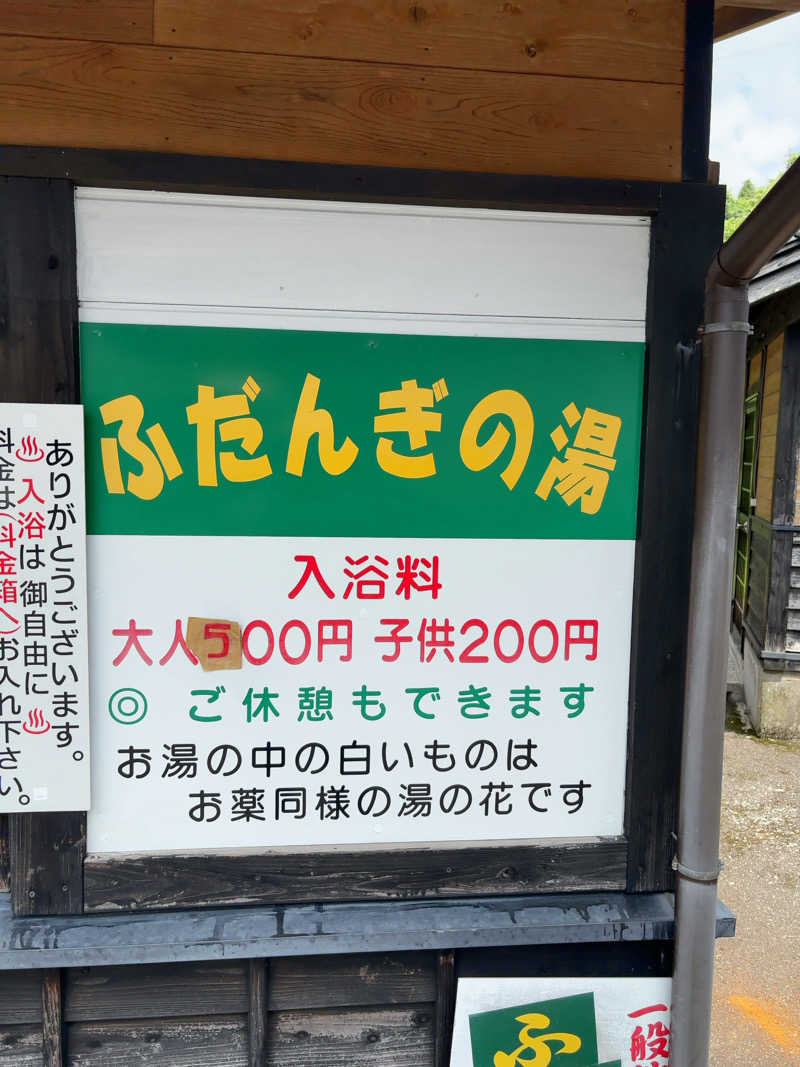 ふだんぎの湯
入浴料
大人500円 子供200円
◎ ご休憩もできます
お湯の中の白いものは
お薬同様の湯の花です
ありがとうございます。
♨入浴は御自由に♨
料金は(料金箱へ)お入れ下さい。
ふ
一般